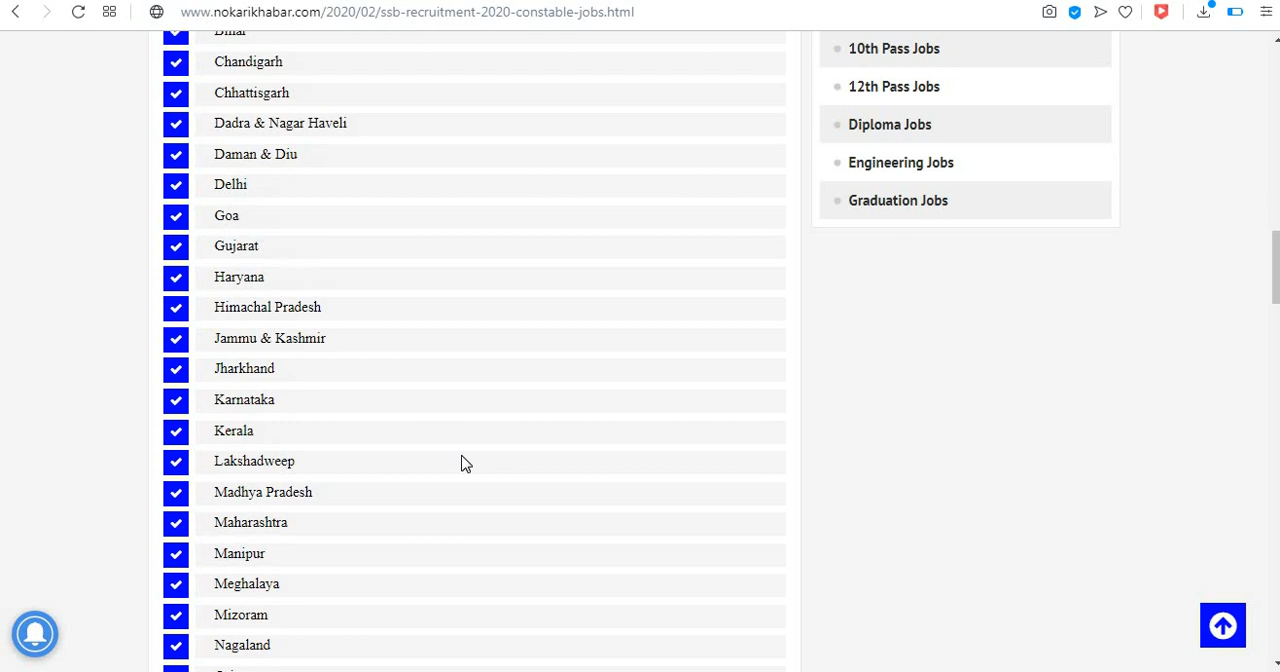 www.nokarikhabar.com/2020/02/ssb-recruitment-2020-constable-jobs.html
Bihar
Chandigarh
Chhattisgarh
Dadra & Nagar Haveli
Daman & Diu
Delhi
Goa
Gujarat
Haryana
Himachal Pradesh
Jammu & Kashmir
Jharkhand
Karnataka
Kerala
Lakshadweep
Madhya Pradesh
Maharashtra
Manipur
Meghalaya
Mizoram
Nagaland
10th Pass Jobs
12th Pass Jobs
Diploma Jobs
Engineering Jobs
Graduation Jobs